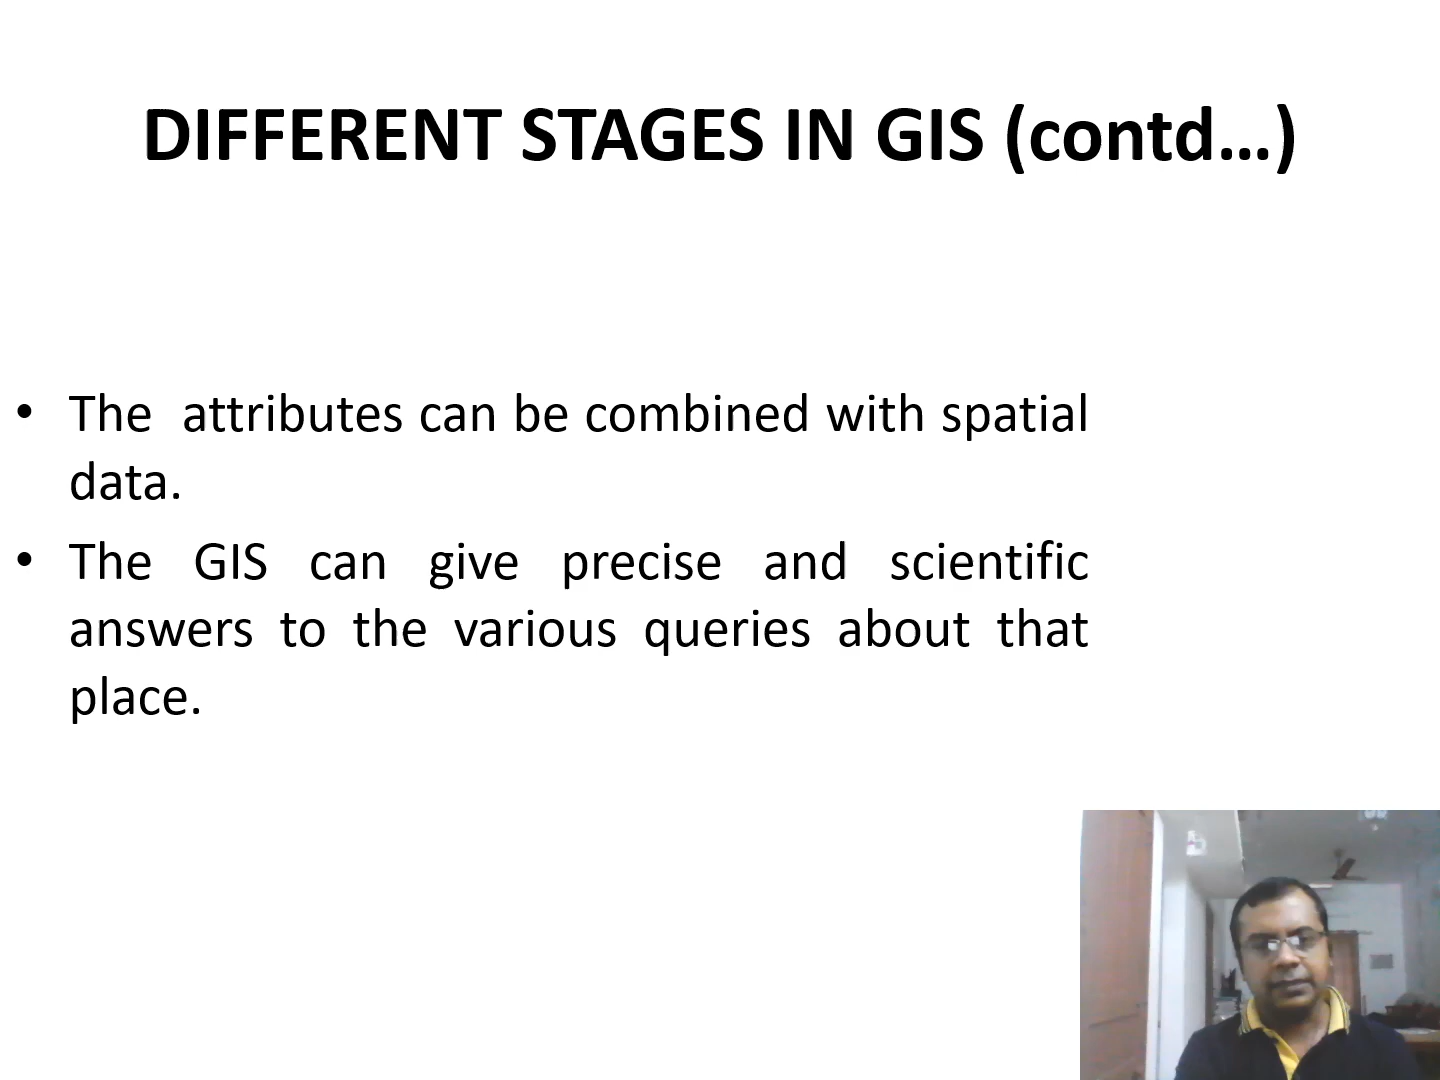 DIFFERENT STAGES IN GIS (contd...)
• The attributes can be combined with spatial
data.
• The GIS can give precise and scientific
answers to the various queries about that
place.